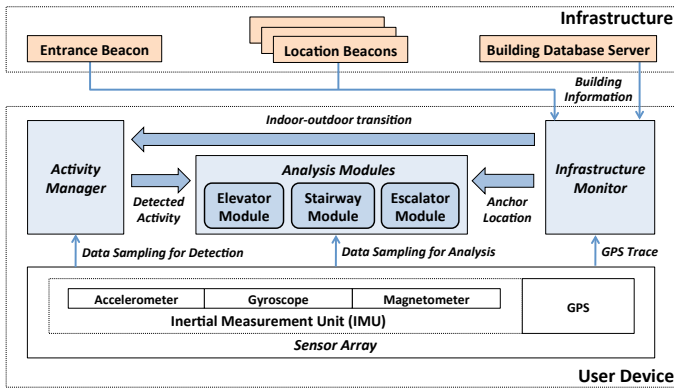 Infrastructure
Entrance Beacon
Location Beacons
Building Database Server
Building
Information
Indoor-outdoor transition
Activity
Manager
Detected
Activity
Analysis Modules
Elevator
Module
Stairway
Module
Escalator
Module
Anchor
Location
Infrastructure
Monitor
Data Sampling for Detection
Data Sampling for Analysis
GPS Trace
Accelerometer
Gyroscope
Magnetometer
Inertial Measurement Unit (IMU)
GPS
Sensor Array
User Device